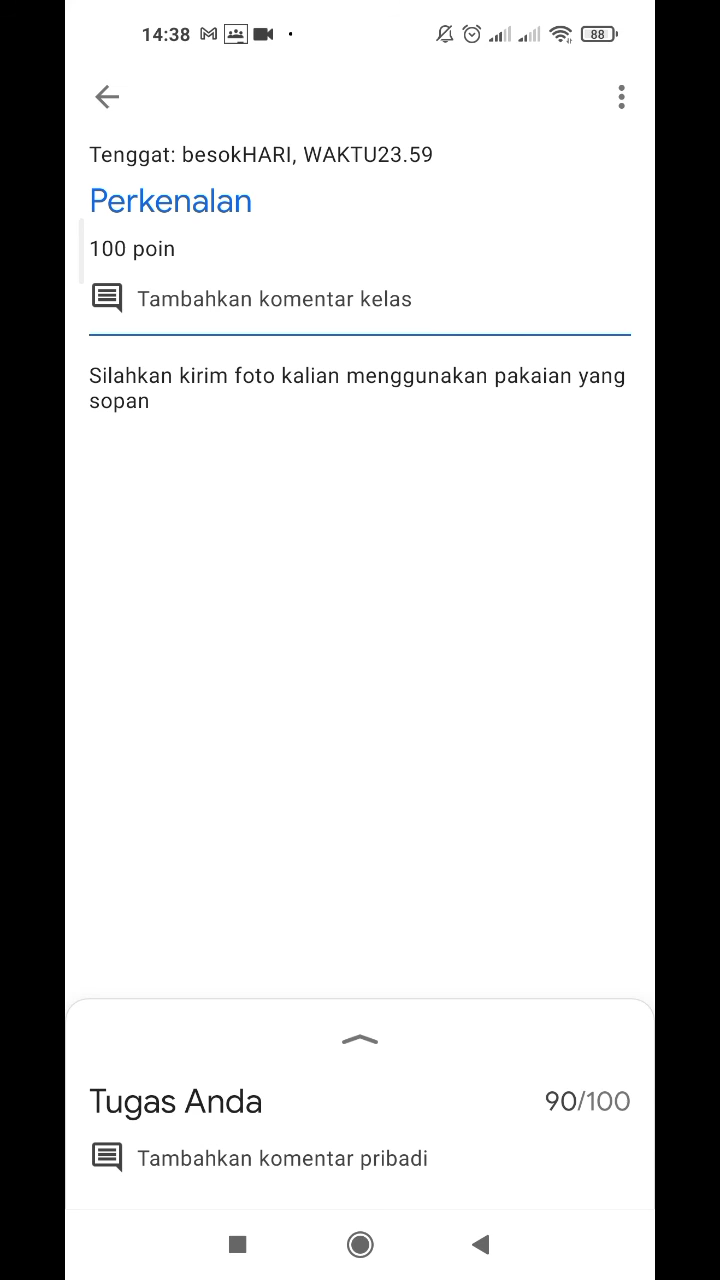 14:38
88
Tenggat: besokHARI, WAKTU23.59
Perkenalan
100 poin
Tambahkan komentar kelas
Silahkan kirim foto kalian menggunakan pakaian yang
sopan
Tugas Anda 90/100
Tambahkan komentar pribadi